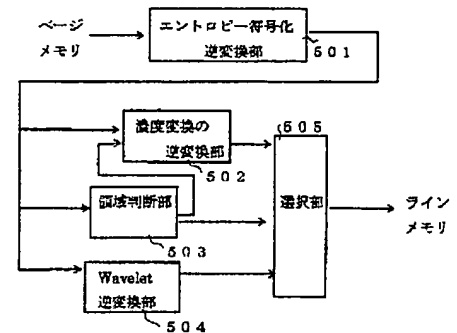 ページ
メモリ
エントロピー符号化
逆変換部
501
濃度変換の
逆変換部
502
505
領域判断部
503
選択部
ライン
メモリ
Wavelet
逆変換部
504